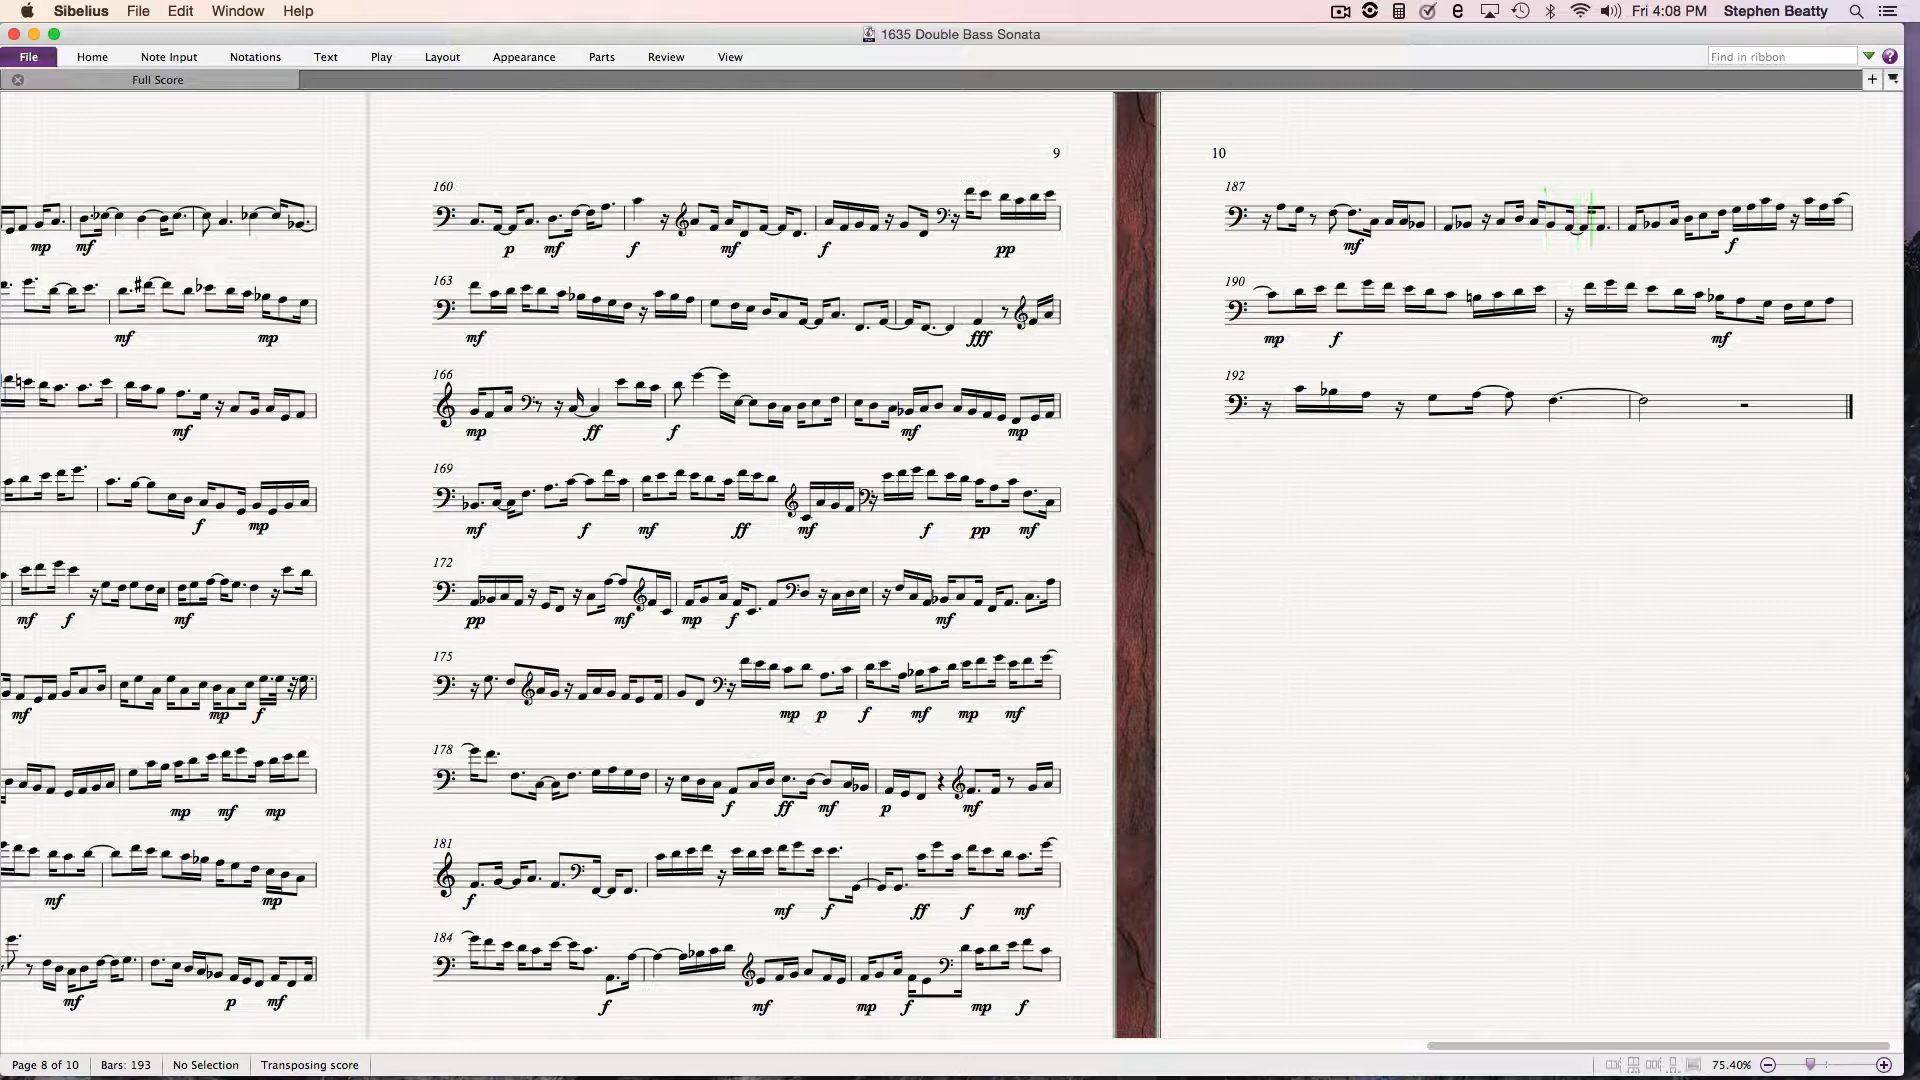 Sibelius File Edit Window Help e Fri 4:08 PM Stephen Beatty
1635 Double Bass Sonata
File Home Note Input Notations Text Play Layout Appearance Parts Review View Find in ribbon ?
Full Score +
9
10
160
187
mp mf p mf f mf f pp mf f
163
190
mf mp mf fff mp f mf
166
192
mf mp ff f mf mp
169
f mp mf f mf ff mf f pp mf
172
mf f mf pp mf mp f mf
175
mf mp f mp p f mf mp mf
178
mp mf mp f ff mf p mf
181
mf mp f mf f ff f mf
184
mf p mf f mf mp f mp f
Page 8 of 10 Bars: 193 No Selection Transposing score 75.40%